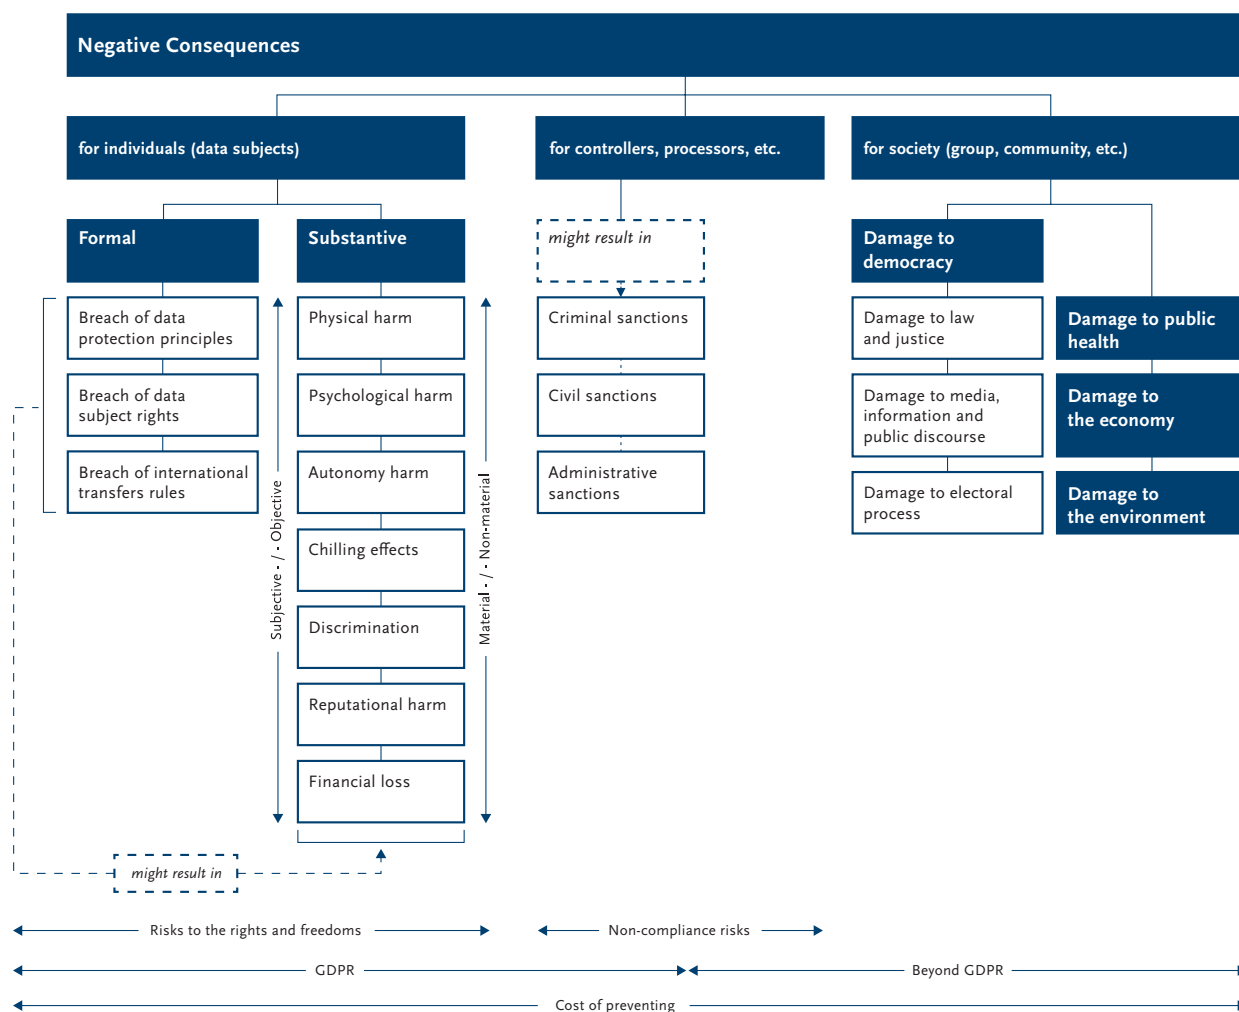 Negative Consequences
for individuals (data subjects)
for controllers, processors, etc.
for society (group, community, etc.)
Formal
Substantive
might result in
Damage to
democracy
Breach of data
protection principles
Breach of data
subject rights
Breach of international
transfers rules
Subjective - / - Objective
Physical harm
Psychological harm
Autonomy harm
Chilling effects
Discrimination
Reputational harm
Financial loss
Material - / - Non-material
Criminal sanctions
Civil sanctions
Administrative
sanctions
Damage to law
and justice
Damage to media,
information and
public discourse
Damage to electoral
process
Damage to public
health
Damage to
the economy
Damage to
the environment
might result in
Risks to the rights and freedoms
Non-compliance risks
GDPR
Beyond GDPR
Cost of preventing